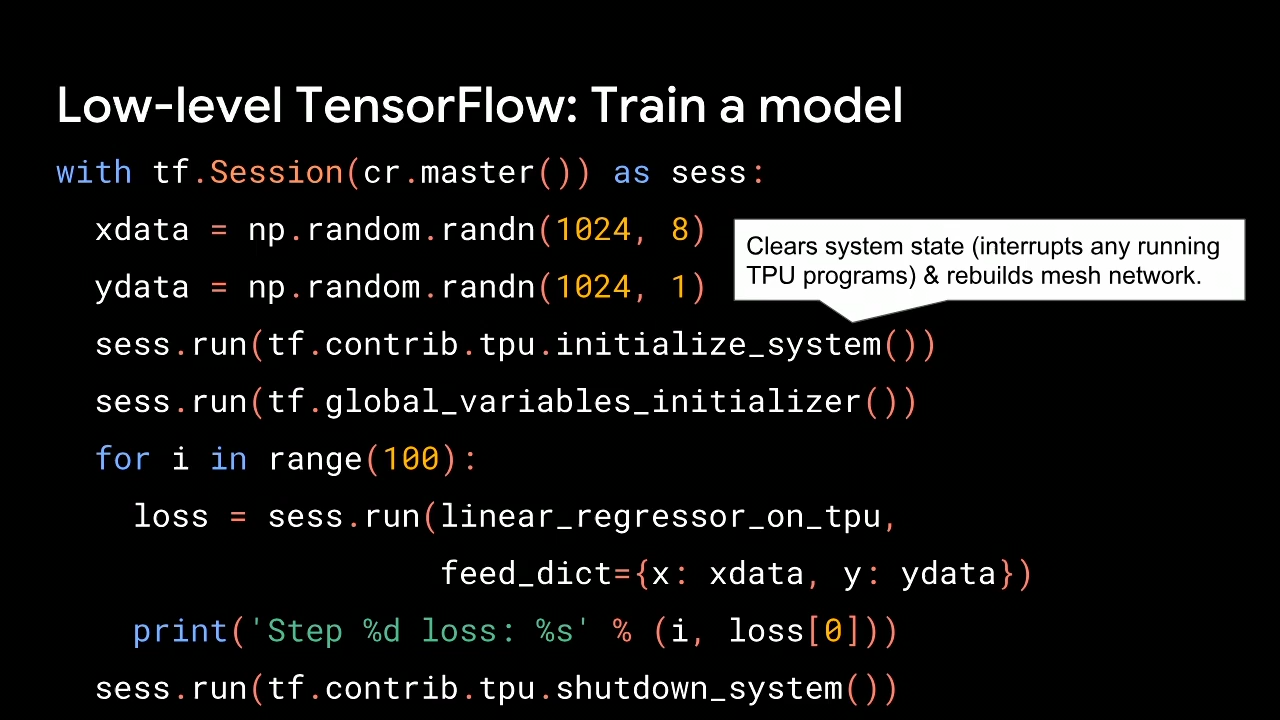 Low-level TensorFlow: Train a model
with tf.Session(cr.master()) as sess:
xdata = np.random.randn(1024, 8)
Clears system state (interrupts any running
TPU programs) & rebuilds mesh network.
ydata = np.random.randn(1024, 1)
sess.run(tf.contrib.tpu.initialize_system())
sess.run(tf.global_variables_initializer())
for i in range(100):
loss = sess.run(linear_regressor_on_tpu,
feed_dict={x: xdata, y: ydata})
print('Step %d loss: %s' % (i, loss[0]))
sess.run(tf.contrib.tpu.shutdown_system())